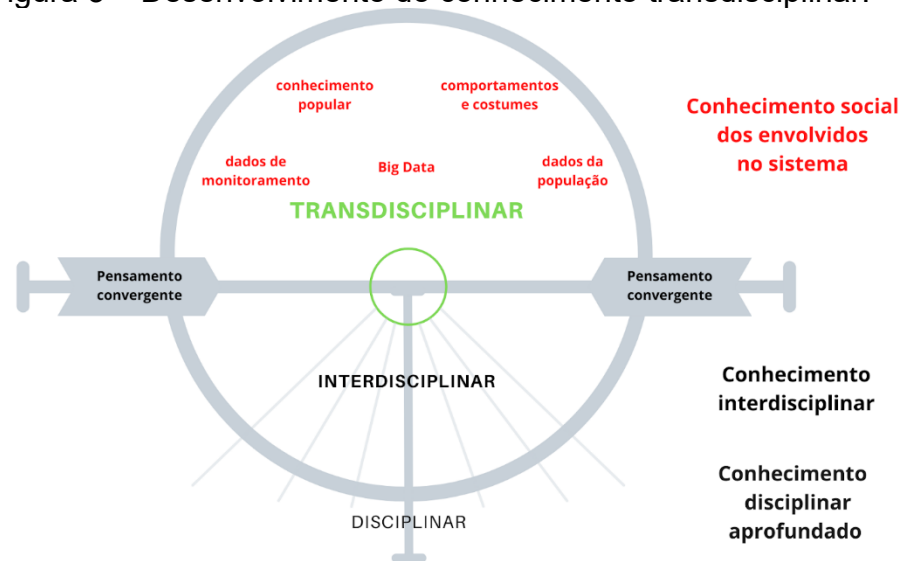 Desenvolvimento do conhecimento transdisciplinar.
conhecimento
popular
comportamentos
e costumes
Conhecimento social
dos envolvidos
no sistema
dados de
monitoramento
Big Data
dados da
população
TRANSDISCIPLINAR
Pensamento
convergente
Pensamento
convergente
INTERDISCIPLINAR
Conhecimento
interdisciplinar
Conhecimento
disciplinar
aprofundado
DISCIPLINAR